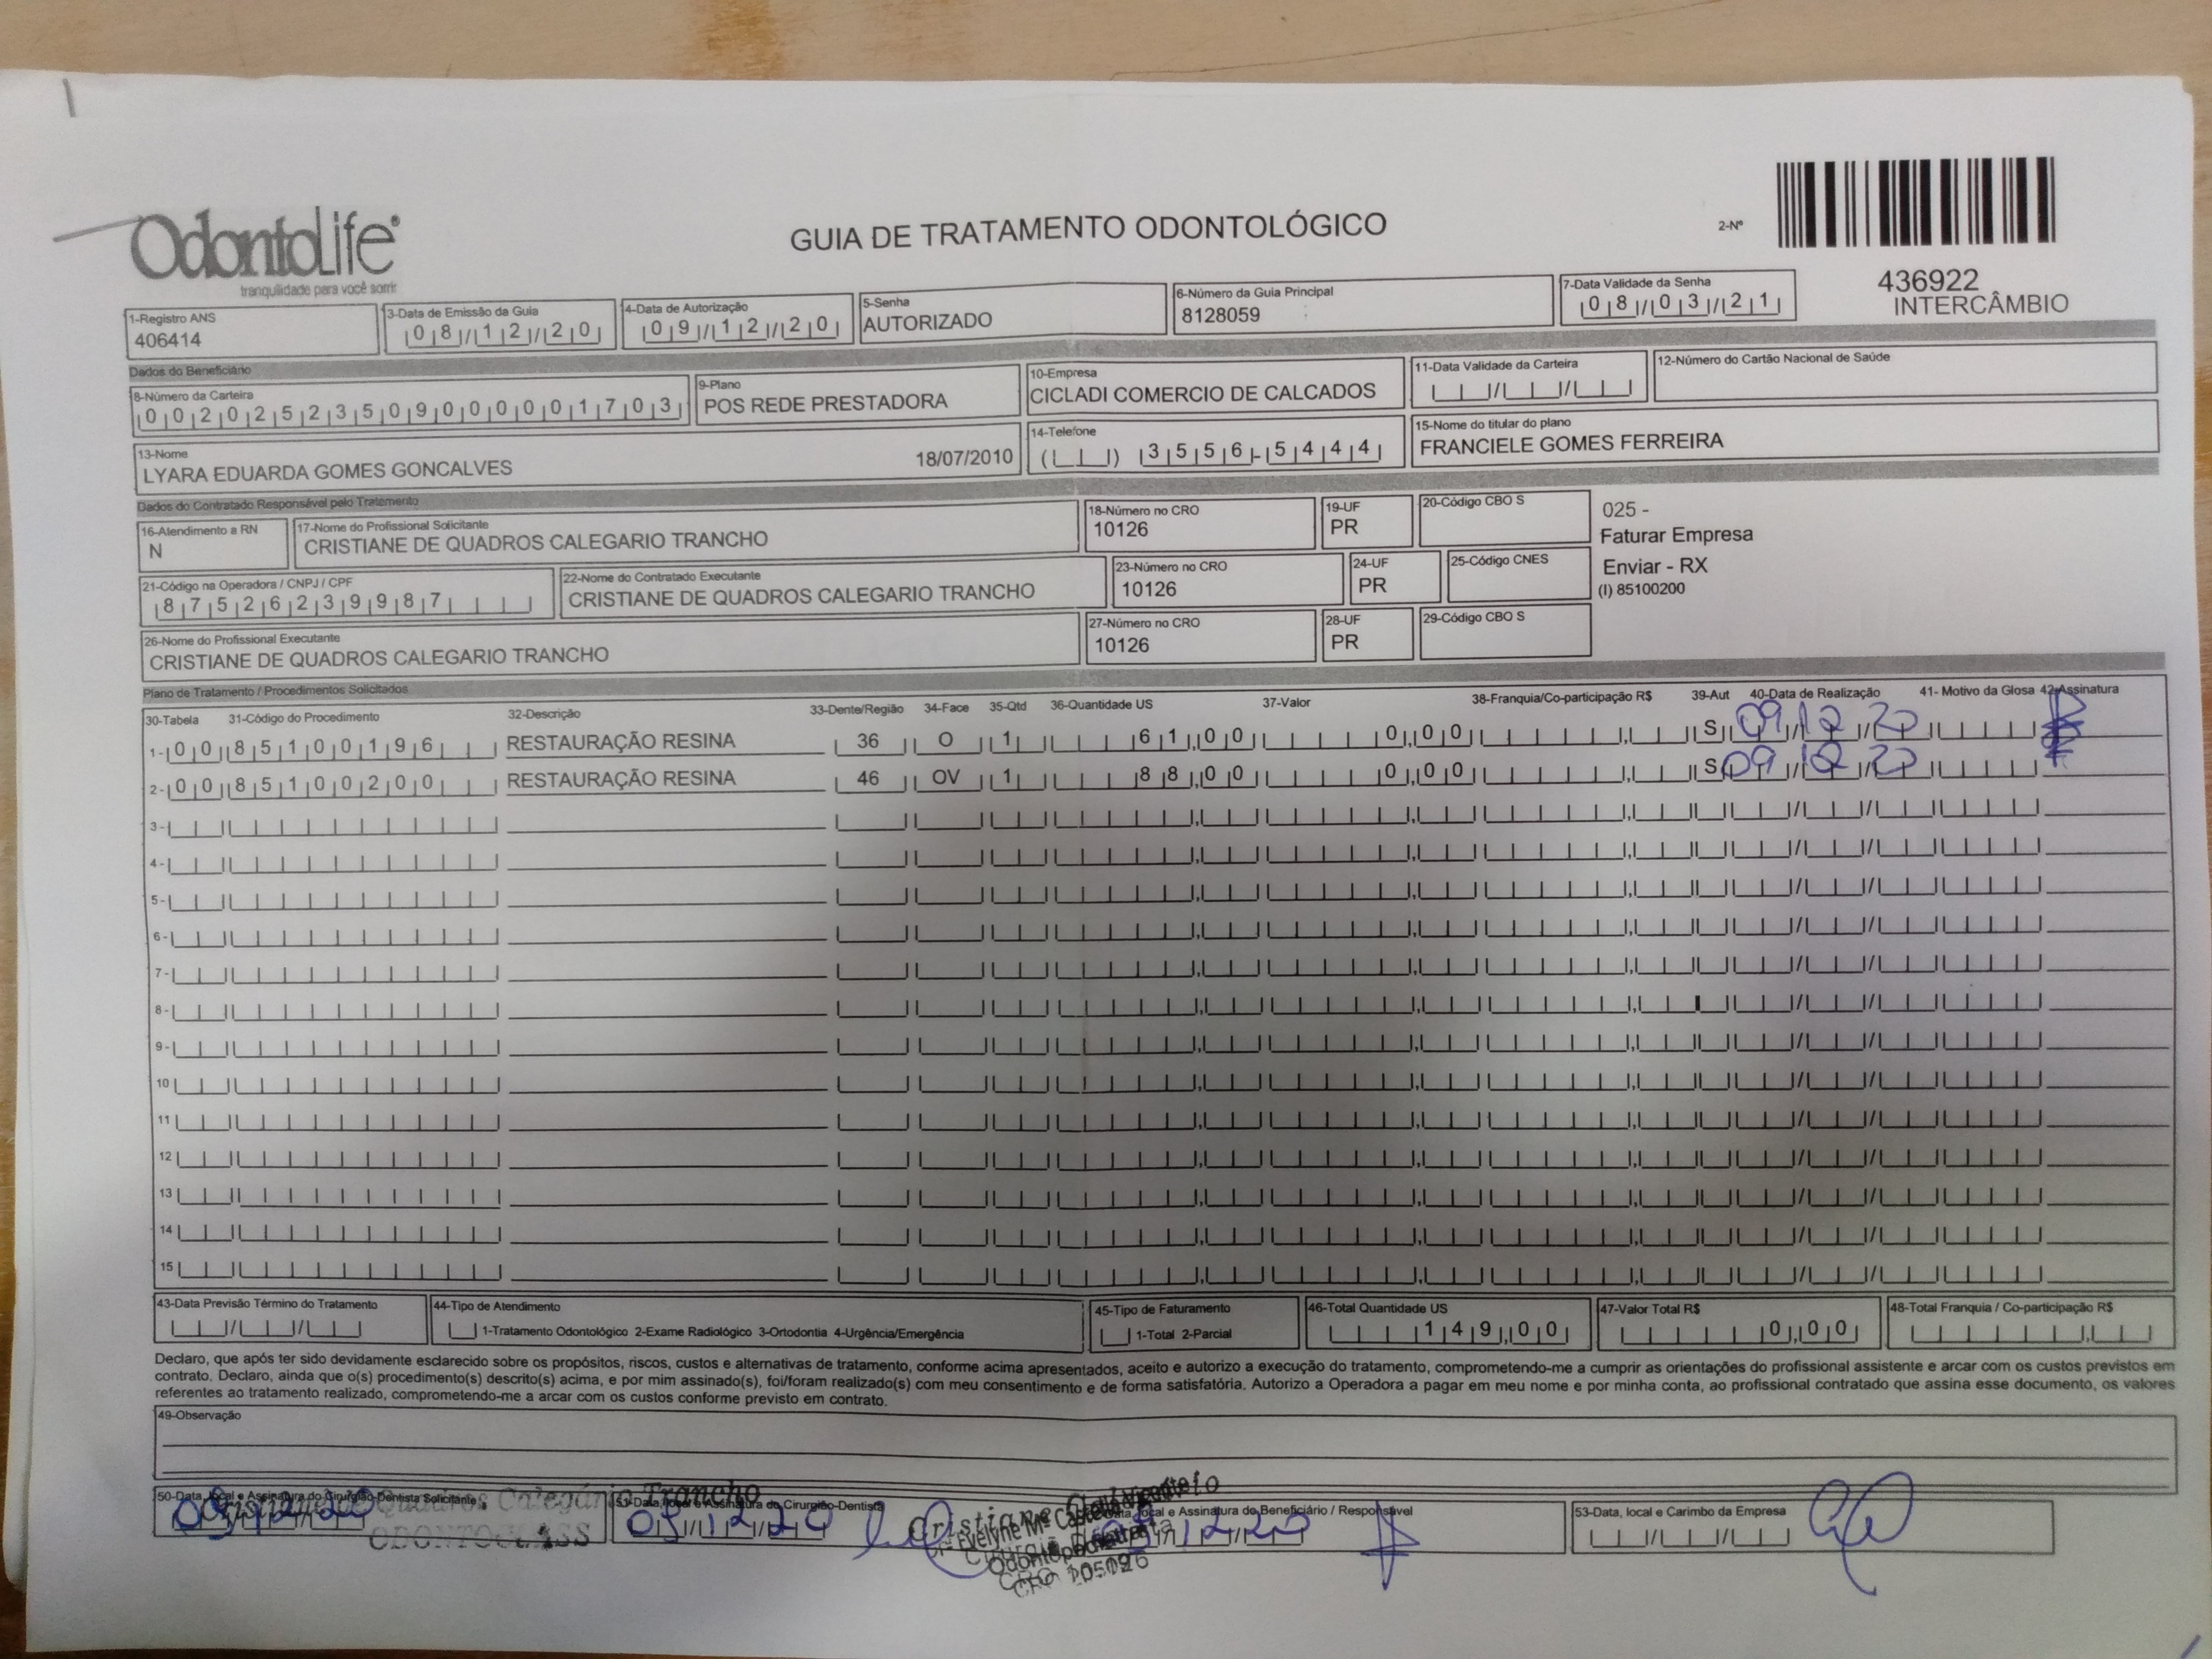 OdontoLife®
tranquilidade para você sorrir
GUIA DE TRATAMENTO ODONTOLÓGICO
2-Nº
436922
INTERCÂMBIO
1-Registro ANS
406414
3-Data de Emissão da Guia
08/12/20
4-Data de Autorização
09/12/20
5-Senha
AUTORIZADO
6-Número da Guia Principal
8128059
7-Data Validade da Senha
08/03/21
Dados do Beneficiário
8-Número da Carteira
00202523509000001703
9-Plano
POS REDE PRESTADORA
10-Empresa
CICLADI COMERCIO DE CALCADOS
11-Data Validade da Carteira
12-Número do Cartão Nacional de Saúde
13-Nome
LYARA EDUARDA GOMES GONCALVES 18/07/2010
14-Telefone
( ) 3556-5444
15-Nome do titular do plano
FRANCIELE GOMES FERREIRA
Dados do Contratado Responsável pelo Tratamento
16-Atendimento a RN
N
17-Nome do Profissional Solicitante
CRISTIANE DE QUADROS CALEGARIO TRANCHO
18-Número no CRO
10126
19-UF
PR
20-Código CBO S
025 -
Faturar Empresa
Enviar - RX
(I) 85100200
21-Código na Operadora / CNPJ / CPF
87526239987
22-Nome do Contratado Executante
CRISTIANE DE QUADROS CALEGARIO TRANCHO
23-Número no CRO
10126
24-UF
PR
25-Código CNES
26-Nome do Profissional Executante
CRISTIANE DE QUADROS CALEGARIO TRANCHO
27-Número no CRO
10126
28-UF
PR
29-Código CBO S
Plano de Tratamento / Procedimentos Solicitados
30-Tabela 31-Código do Procedimento 32-Descrição 33-Dente/Região 34-Face 35-Qtd 36-Quantidade US 37-Valor 38-Franquia/Co-participação R$ 39-Aut 40-Data de Realização 41- Motivo da Glosa 42-Assinatura
1- 00 85100196 RESTAURAÇÃO RESINA 36 O 1 61,00 0,00 S 09/12/20
2- 00 85100200 RESTAURAÇÃO RESINA 46 OV 1 88,00 0,00 S 09/12/20
3-
4-
5-
6-
7-
8-
9-
10
11
12
13
14
15
43-Data Previsão Término do Tratamento
44-Tipo de Atendimento
1-Tratamento Odontológico 2-Exame Radiológico 3-Ortodontia 4-Urgência/Emergência
45-Tipo de Faturamento
1-Total 2-Parcial
46-Total Quantidade US
149,00
47-Valor Total R$
0,00
48-Total Franquia / Co-participação R$
Declaro, que após ter sido devidamente esclarecido sobre os propósitos, riscos, custos e alternativas de tratamento, conforme acima apresentados, aceito e autorizo a execução do tratamento, comprometendo-me a cumprir as orientações do profissional assistente e arcar com os custos previstos em
contrato. Declaro, ainda que o(s) procedimento(s) descrito(s) acima, e por mim assinado(s), foi/foram realizado(s) com meu consentimento e de forma satisfatória. Autorizo a Operadora a pagar em meu nome e por minha conta, ao profissional contratado que assina esse documento, os valores
referentes ao tratamento realizado, comprometendo-me a arcar com os custos conforme previsto em contrato.
49-Observação
50-Data, local e Assinatura do Cirurgião-Dentista Solicitante
09/12/20
Quadros Calegário Trancho
ODONTOCLASS
51-Data, local e Assinatura do Cirurgião-Dentista
09/12/20
Data, local e Assinatura do Beneficiário / Responsável
53-Data, local e Carimbo da Empresa